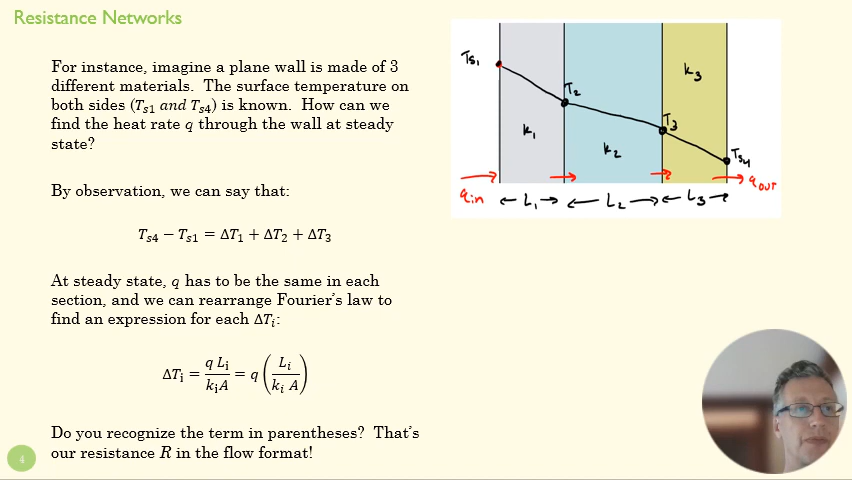 Resistance Networks
For instance, imagine a plane wall is made of 3
different materials. The surface temperature on
both sides (Ts1 and Ts4) is known. How can we
find the heat rate q through the wall at steady
state?
By observation, we can say that:
Ts4 − Ts1 = ΔT1 + ΔT2 + ΔT3
At steady state, q has to be the same in each
section, and we can rearrange Fourier's law to
find an expression for each ΔTi:
ΔTi = q Li / kiA = q (Li / ki A)
Do you recognize the term in parentheses? That's
our resistance R in the flow format!
4
Ts1
T2
T3
Ts4
k1
k2
k3
qin
qout
L1
L2
L3